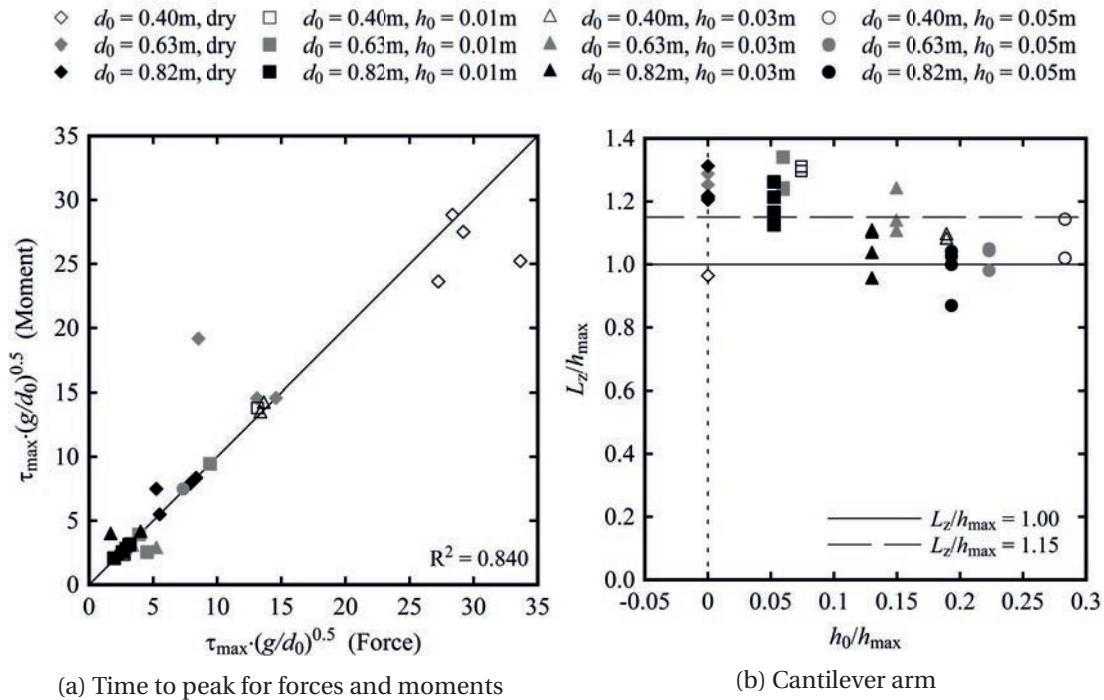 d₀ = 0.40m, dry d₀ = 0.40m, h₀ = 0.01m d₀ = 0.40m, h₀ = 0.03m d₀ = 0.40m, h₀ = 0.05m
d₀ = 0.63m, dry d₀ = 0.63m, h₀ = 0.01m d₀ = 0.63m, h₀ = 0.03m d₀ = 0.63m, h₀ = 0.05m
d₀ = 0.82m, dry d₀ = 0.82m, h₀ = 0.01m d₀ = 0.82m, h₀ = 0.03m d₀ = 0.82m, h₀ = 0.05m
τmax·(g/d₀)^0.5 (Moment)
35
30
25
20
15
10
5
0
R² = 0.840
0 5 10 15 20 25 30 35
τmax·(g/d₀)^0.5 (Force)
(a) Time to peak for forces and moments
Lz/hmax
1.4
1.2
1.0
0.8
0.6
0.4
0.2
0.0
Lz/hmax = 1.00
Lz/hmax = 1.15
-0.05 0 0.05 0.1 0.15 0.2 0.25 0.3
h₀/hmax
(b) Cantilever arm